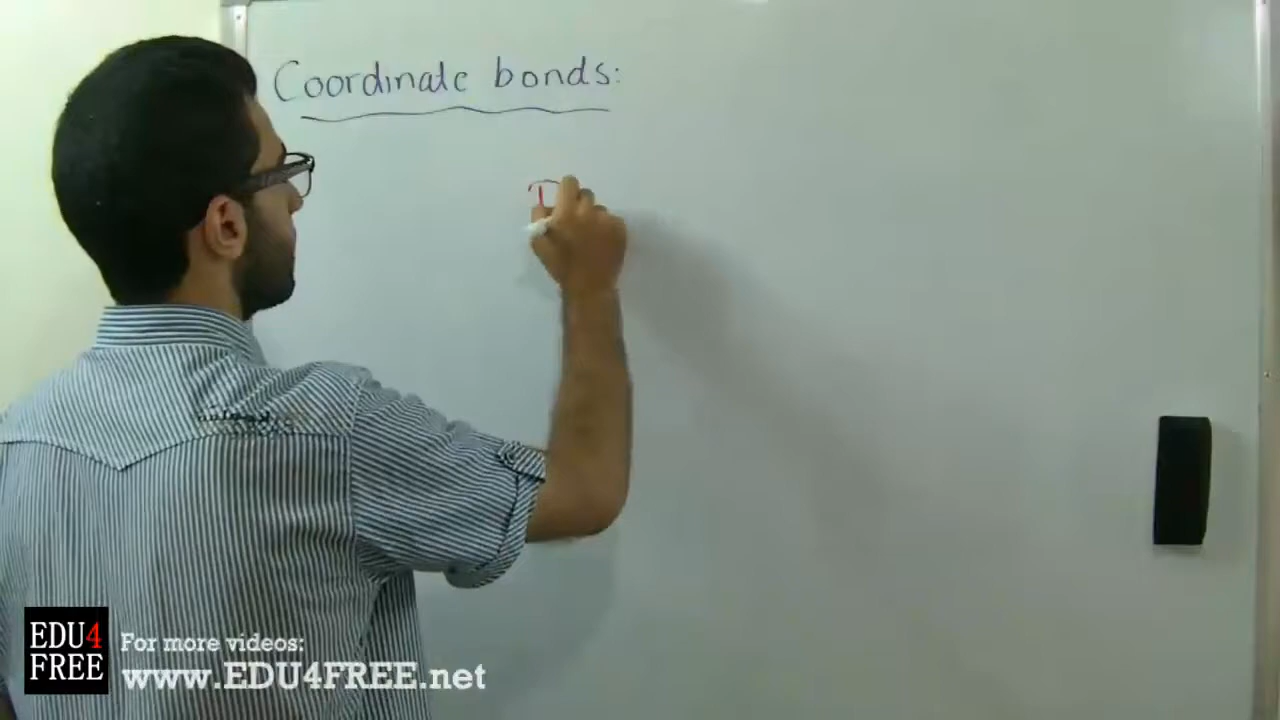 Coordinate bonds:
EDU4
FREE
For more videos:
www.EDU4FREE.net